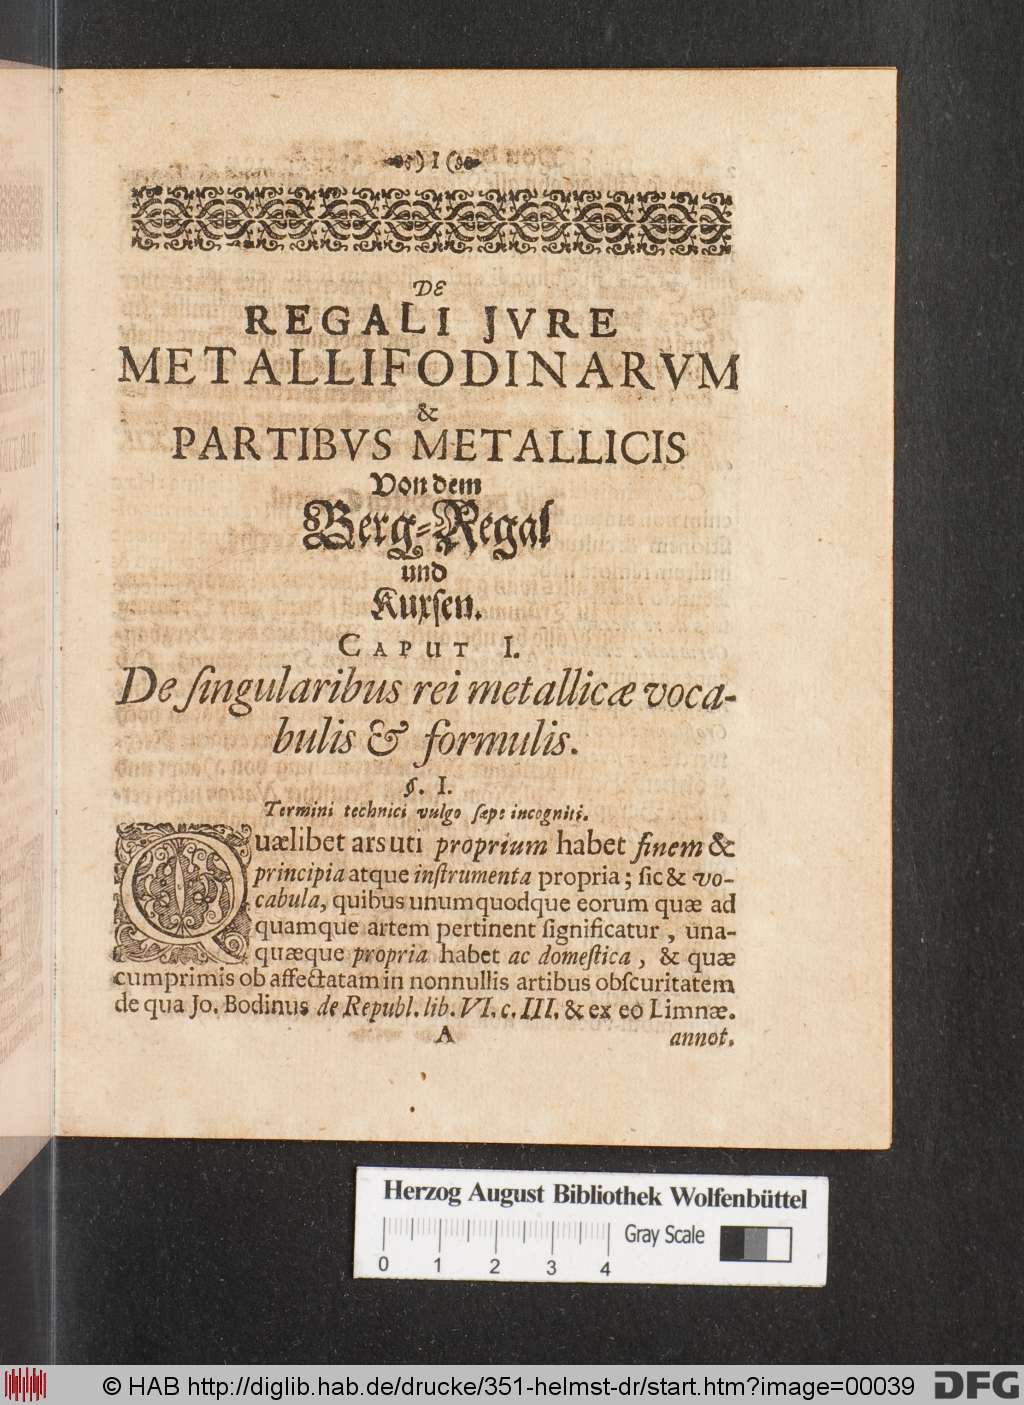 )1(
DE
REGALI JVRE
METALLIFODINARVM
&
PARTIBVS METALLICIS
Von dem
Berg-Regal
und
Kuxsen.
CAPUT I.
De ſingularibus rei metallicæ voca-
bulis & formulis.
§. I.
Termini technici vulgo ſæpe incogniti.
Quælibet ars uti proprium habet finem &
principia atque inſtrumenta propria; ſic & vo-
cabula, quibus unumquodque eorum quæ ad
quamque artem pertinent ſignificatur, una-
quæque propria habet ac domeſtica, & quæ
cumprimis ob affectatam in nonnullis artibus obſcuritatem
de qua Jo. Bodinus de Republ. lib. VI. c. III. & ex eo Limnæ.
A
annot.
Herzog August Bibliothek Wolfenbüttel
Gray Scale
0 1 2 3 4
© HAB http://diglib.hab.de/drucke/351-helmst-dr/start.htm?image=00039
DFG